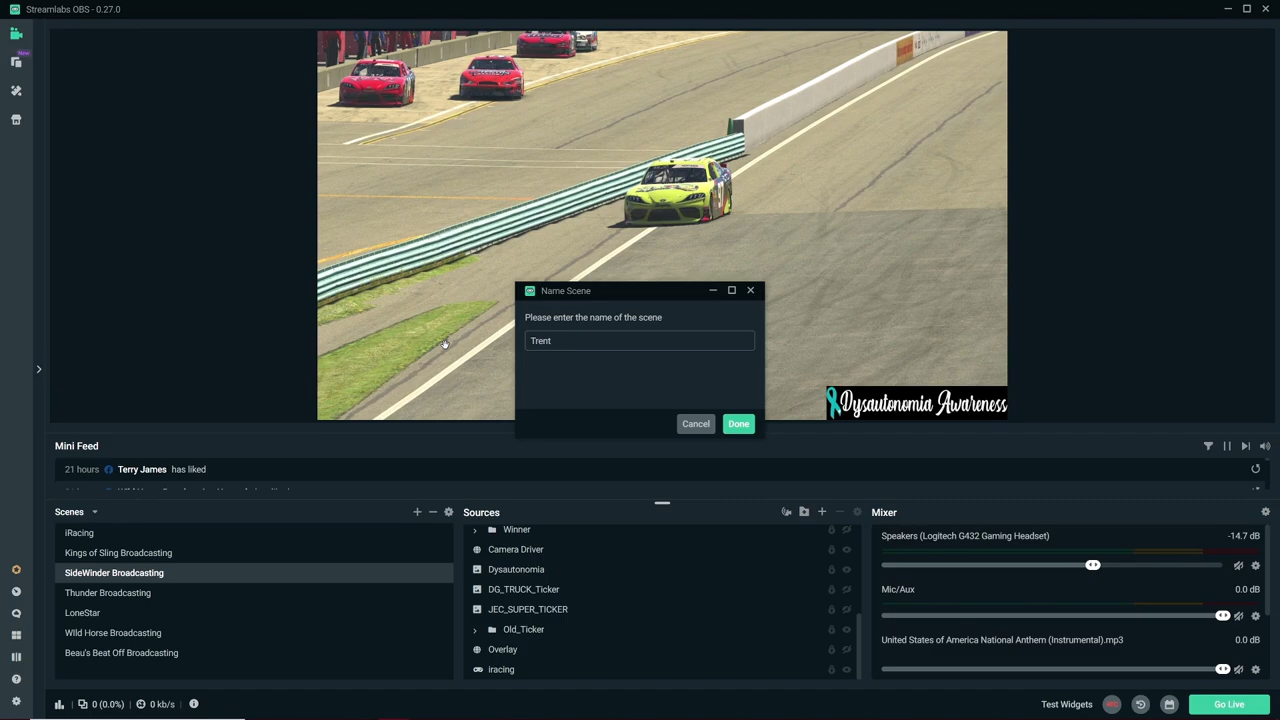 Streamlabs OBS - 0.27.0
New
Name Scene
Please enter the name of the scene
Trent
Cancel
Done
Dysautonomia Awareness
Mini Feed
21 hours Terry James has liked
Scenes
iRacing
Kings of Sling Broadcasting
SideWinder Broadcasting
Thunder Broadcasting
LoneStar
WIld Horse Broadcasting
Beau's Beat Off Broadcasting
Sources
Winner
Camera Driver
Dysautonomia
DG_TRUCK_Ticker
JEC_SUPER_TICKER
Old_Ticker
Overlay
iracing
Mixer
Speakers (Logitech G432 Gaming Headset) -14.7 dB
Mic/Aux 0.0 dB
United States of America National Anthem (Instrumental).mp3 0.0 dB
0 (0.0%) 0 kb/s
Test Widgets
REC
Go Live